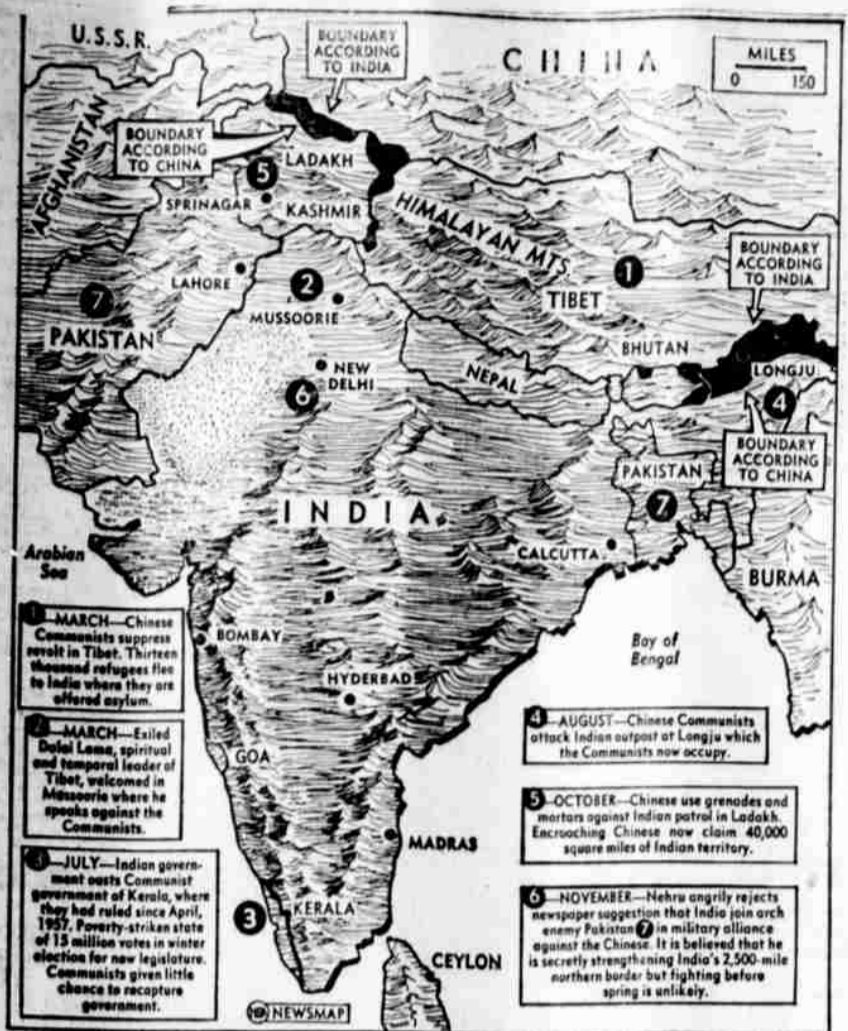 U.S.S.R.
BOUNDARY
ACCORDING
TO INDIA
CHINA
MILES
0 150
AFGHANISTAN
BOUNDARY
ACCORDING
TO CHINA
LADAKH
5
SPRINAGAR
KASHMIR
HIMALAYAN MTS.
1
BOUNDARY
ACCORDING
TO INDIA
LAHORE
2
MUSSOORIE
TIBET
7
PAKISTAN
BHUTAN
NEW
DELHI
NEPAL
LONGJU
6
4
BOUNDARY
ACCORDING
TO CHINA
PAKISTAN
7
INDIA
CALCUTTA
Arabian
Sea
BURMA
BOMBAY
Bay of
Bengal
HYDERBAD
GOA
MADRAS
KERALA
3
CEYLON
1—MARCH—Chinese
Communists suppress
revolt in Tibet. Thirteen
thousand refugees flee
to India where they are
offered asylum.
2—MARCH—Exiled
Dalai Lama, spiritual
and temporal leader of
Tibet, welcomed in
Mussoorie where he
speaks against the
Communists.
3—JULY—Indian govern-
ment ousts Communist
government of Kerala, where
they had ruled since April,
1957. Poverty-striken state
of 15 million votes in winter
election for new legislature.
Communists given little
chance to recapture
government.
4—AUGUST—Chinese Communists
attack Indian outpost at Longju which
the Communists now occupy.
5—OCTOBER—Chinese use grenades and
mortars against Indian patrol in Ladakh.
Encroaching Chinese now claim 40,000
square miles of Indian territory.
6—NOVEMBER—Nehru angrily rejects
newspaper suggestion that India join arch
enemy Pakistan 7 in military alliance
against the Chinese. It is believed that he
is secretly strengthening India's 2,500-mile
northern border but fighting before
spring is unlikely.
NEWSMAP